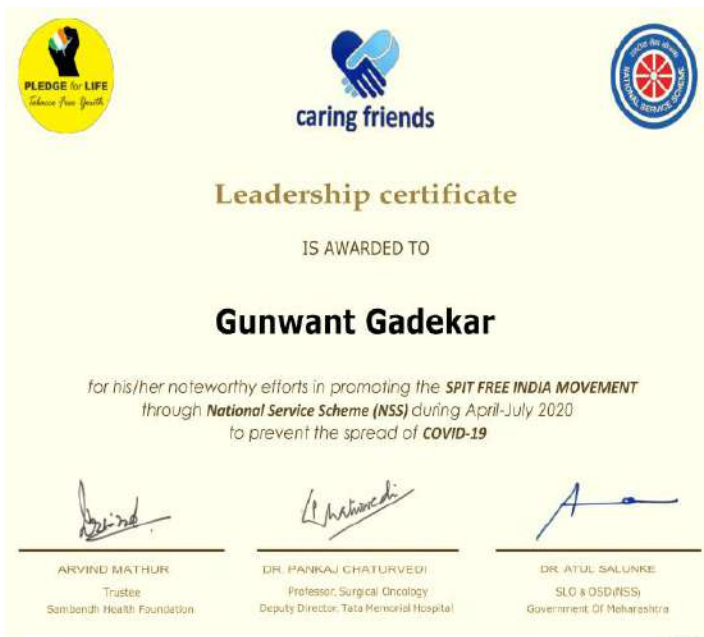 PLEDGE for LIFE
Tobacco Free Youth
caring friends
राष्ट्रीय सेवा योजना
NATIONAL SERVICE SCHEME
Leadership certificate
IS AWARDED TO
Gunwant Gadekar
for his/her noteworthy efforts in promoting the SPIT FREE INDIA MOVEMENT
through National Service Scheme (NSS) during April-July 2020
to prevent the spread of COVID-19
Arvind
P Chaturvedi
ARVIND MATHUR
DR. PANKAJ CHATURVEDI
DR. ATUL SALUNKE
Trustee
Professor, Surgical Oncology
SLO & OSD(NSS)
Sambandh Health Foundation
Deputy Director, Tata Memorial Hospital
Government Of Maharashtra